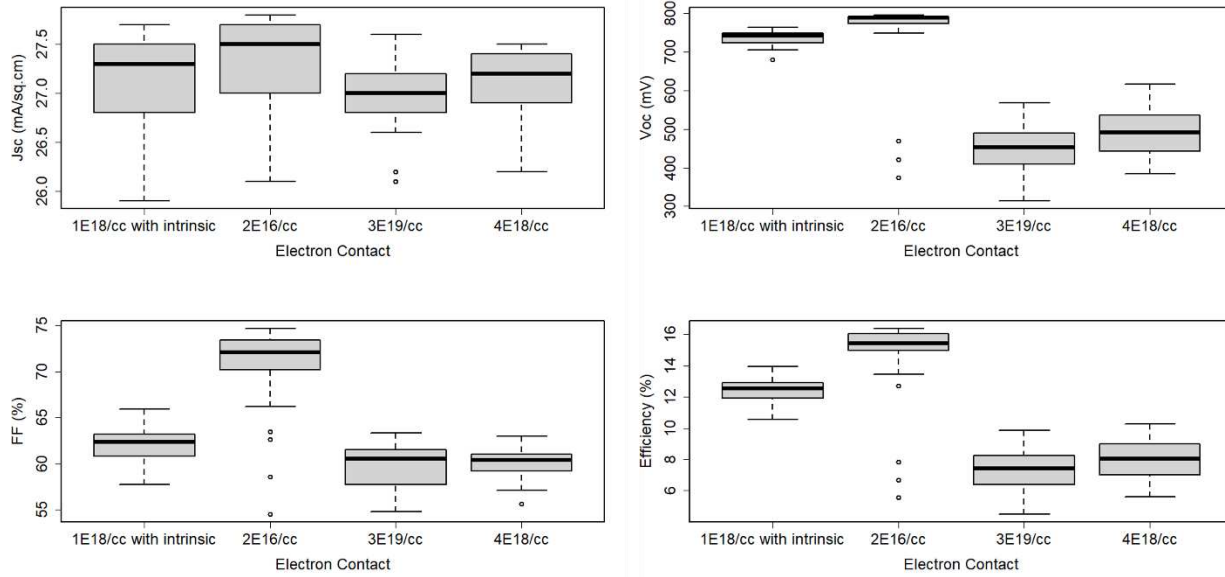 Jsc (mA/sq.cm)
27.5
27.0
26.5
26.0
1E18/cc with intrinsic 2E16/cc 3E19/cc 4E18/cc
Electron Contact
Voc (mV)
800
700
600
500
400
300
1E18/cc with intrinsic 2E16/cc 3E19/cc 4E18/cc
Electron Contact
FF (%)
75
70
65
60
55
1E18/cc with intrinsic 2E16/cc 3E19/cc 4E18/cc
Electron Contact
Efficiency (%)
16
14
12
10
8
6
1E18/cc with intrinsic 2E16/cc 3E19/cc 4E18/cc
Electron Contact